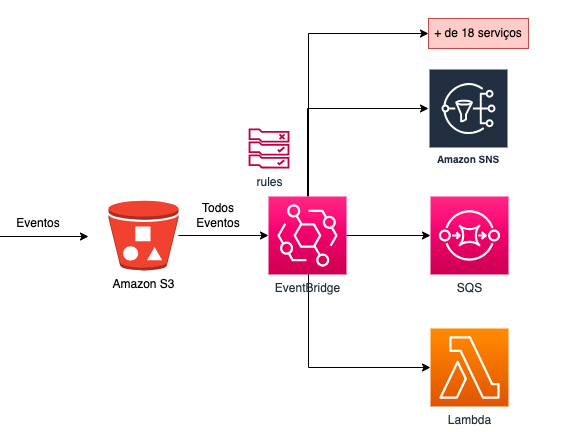 + de 18 serviços
Amazon SNS
rules
Eventos
Todos
Eventos
Amazon S3
EventBridge
SQS
Lambda